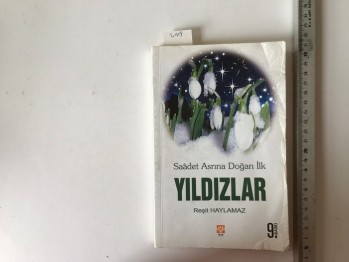 Saâdet Asrına Doğan İlk
YILDIZLAR
Reşit HAYLAMAZ
9